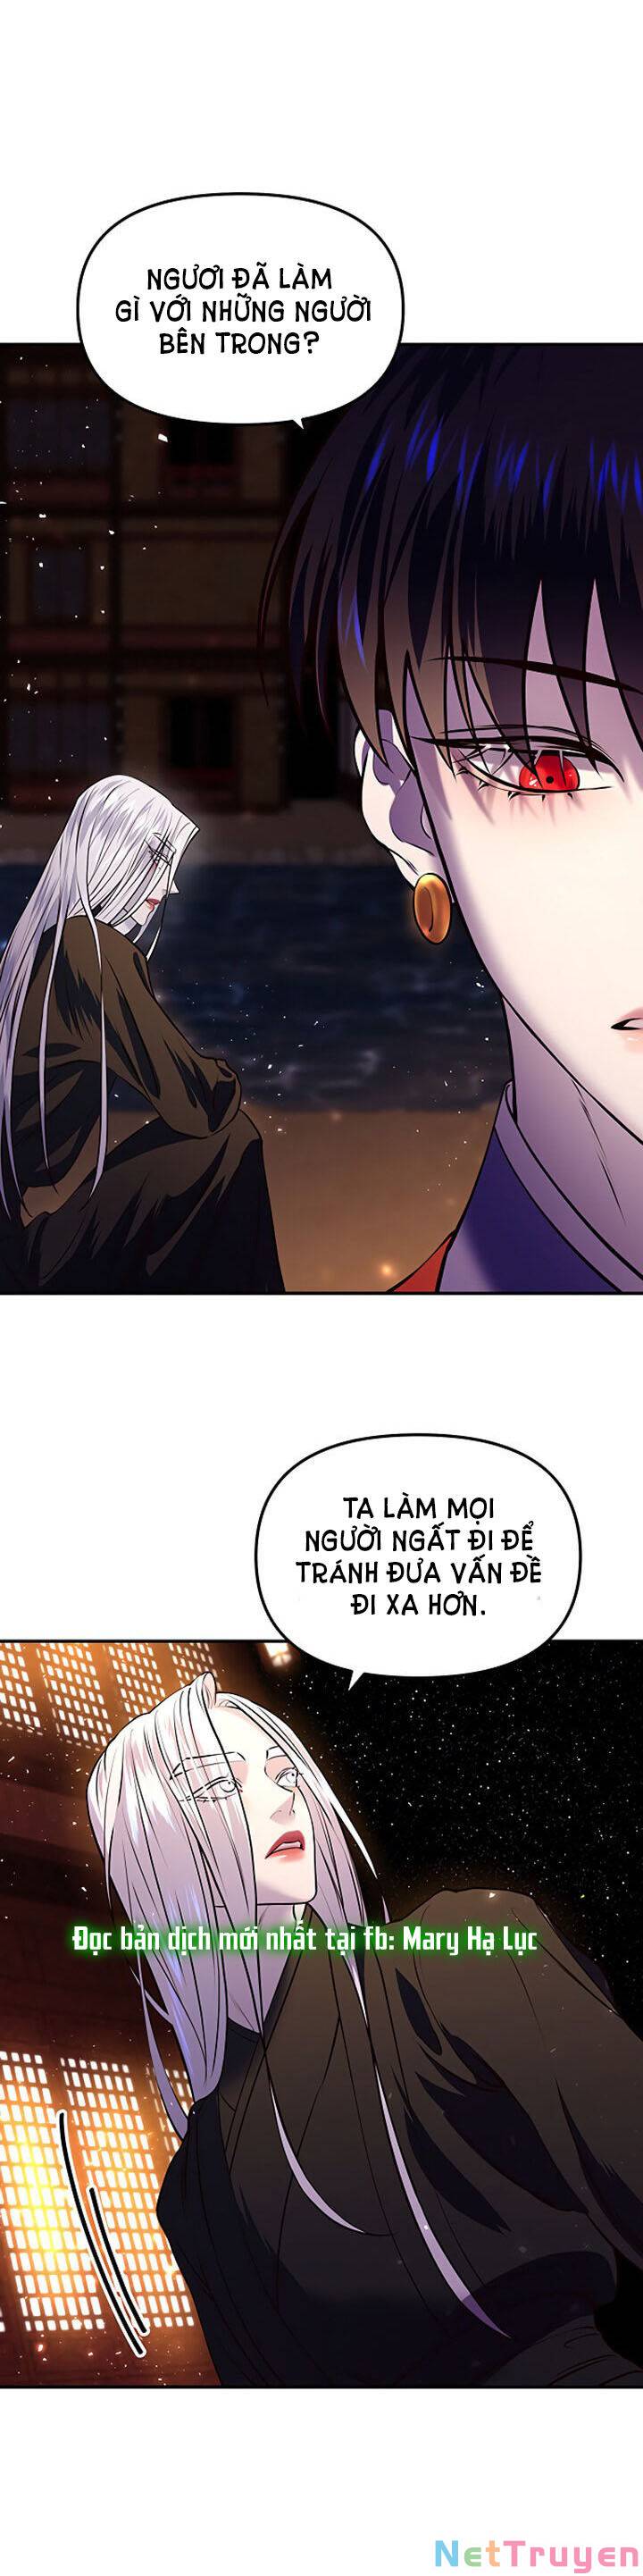 NGƯƠI ĐÃ LÀM
GÌ VỚI NHỮNG NGƯỜI
BÊN TRONG?
TA LÀM MỌI
NGƯỜI NGẤT ĐI ĐỂ
TRÁNH ĐƯA VẤN ĐỀ
ĐI XA HƠN.
Đọc bản dịch mới nhất tại fb: Mary Hạ Lục
NetTruyen